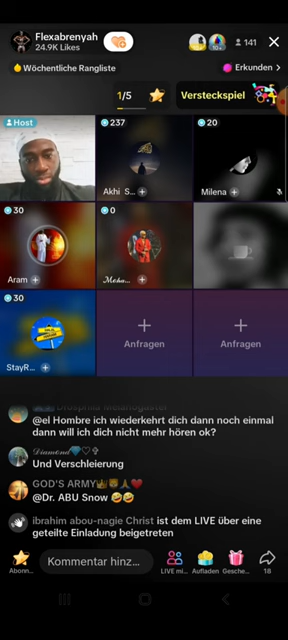 Flexabrenyah
24.9K Likes
10+
141
Wöchentliche Rangliste
Erkunden >
1/5
Versteckspiel
Host
237
20
Akhi S...
Milena
30
0
Aram
Moha...
30
StayR...
Anfragen
Anfragen
@el Hombre ich wiederkehrt dich dann noch einmal
dann will ich dich nicht mehr hören ok?
Diamond💎♡
Und Verschleierung
GOD'S ARMY
@Dr. ABU Snow 🤣🤣
ibrahim abou-nagie Christ ist dem LIVE über eine
geteilte Einladung beigetreten
Kommentar hinz...
Abonn...
LIVE mi...
Aufladen
Gesche...
18